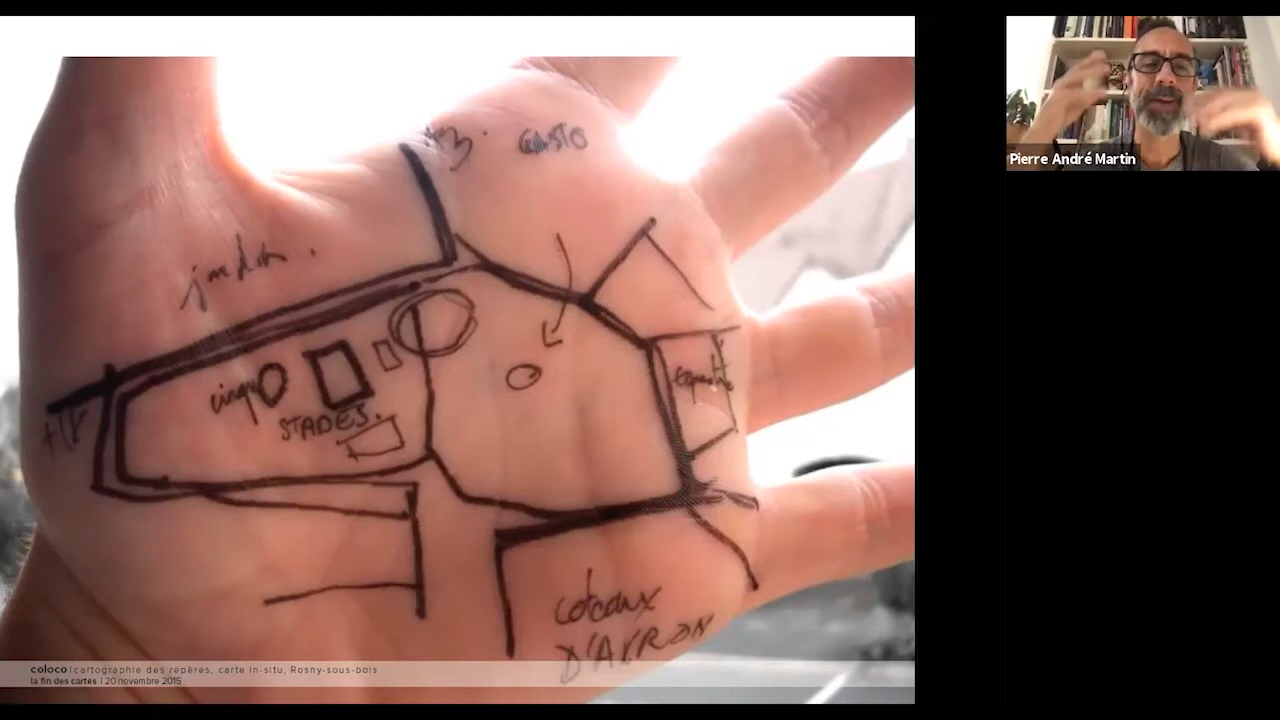 Pierre André Martin
jardin.
cirque
STADES.
coteaux
D'AVRON
coloco | cartographie des repères, carte in-situ, Rosny-sous-bois
la fin des cartes | 20 novembre 2015